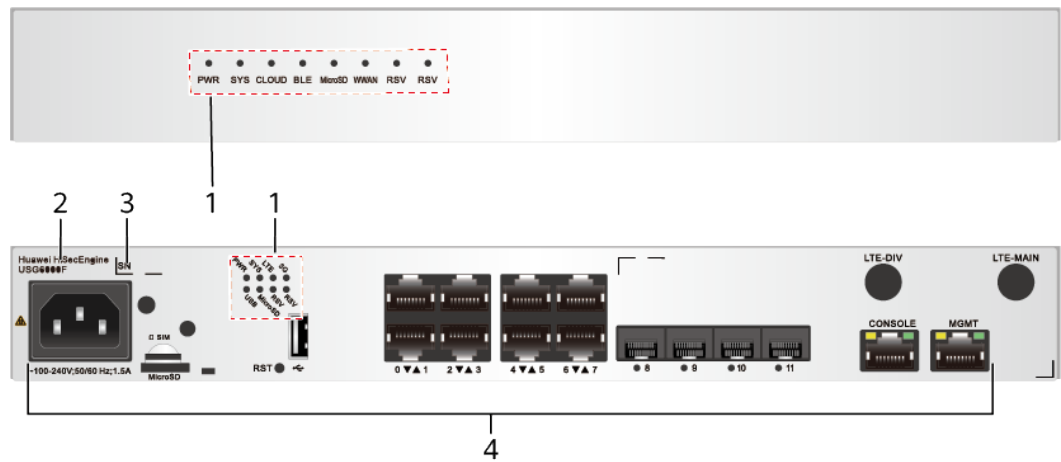 PWR SYS CLOUD BLE MicroSD WWAN RSV RSV
1
2 3 1
Huawei HiSecEngine
USG6000F
SN
PWR SYS LTE 5G
USB MicroSD RSV RSV
LTE-DIV LTE-MAIN
CONSOLE MGMT
SIM
MicroSD
~100-240V;50/60 Hz;1.5A
RST
0 ▼▲ 1 2 ▼▲ 3 4 ▼▲ 5 6 ▼▲ 7
8 9 10 11
4